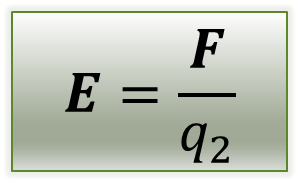 E = F / q₂